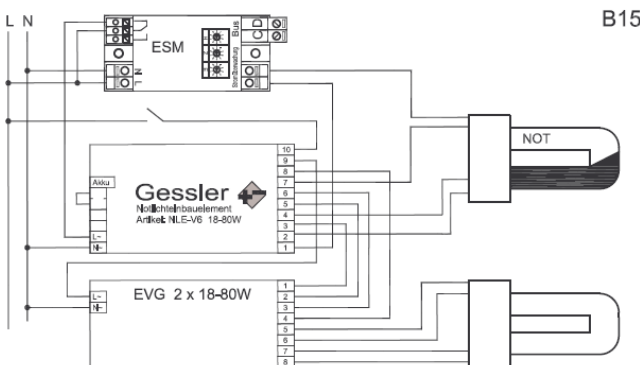 L N
B15
ESM
Bus
C D
N
L
Stromüberwachung
10
9
8
7
6
5
4
3
2
1
Akku
Gessler
Notlichteinbauelement
Artikel: NLE-V6 18-80W
L~
N~
NOT
EVG 2 x 18-80W
L~
N~
1
2
3
4
5
6
7
8